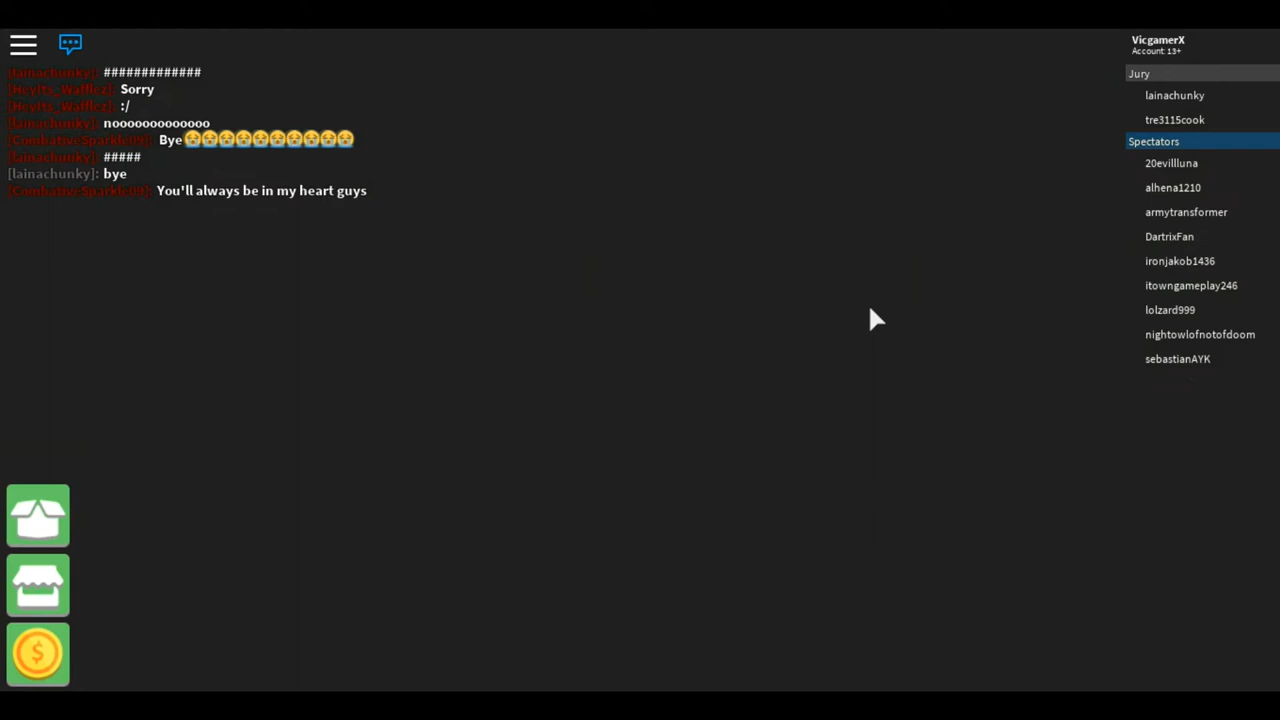 [lainachunky]: #############
[HeyIts_Wafflez]: Sorry
[HeyIts_Wafflez]: :/
[lainachunky]: nooooooooooooo
[CombativeSparkle09]: Bye😭😭😭😭😭😭😭😭😭😭
[lainachunky]: #####
[lainachunky]: bye
[CombativeSparkle09]: You'll always be in my heart guys
VicgamerX
Account: 13+
Jury
lainachunky
tre3115cook
Spectators
20evillluna
alhena1210
armytransformer
DartrixFan
ironjakob1436
itowngameplay246
lolzard999
nightowlofnotofdoom
sebastianAYK
$